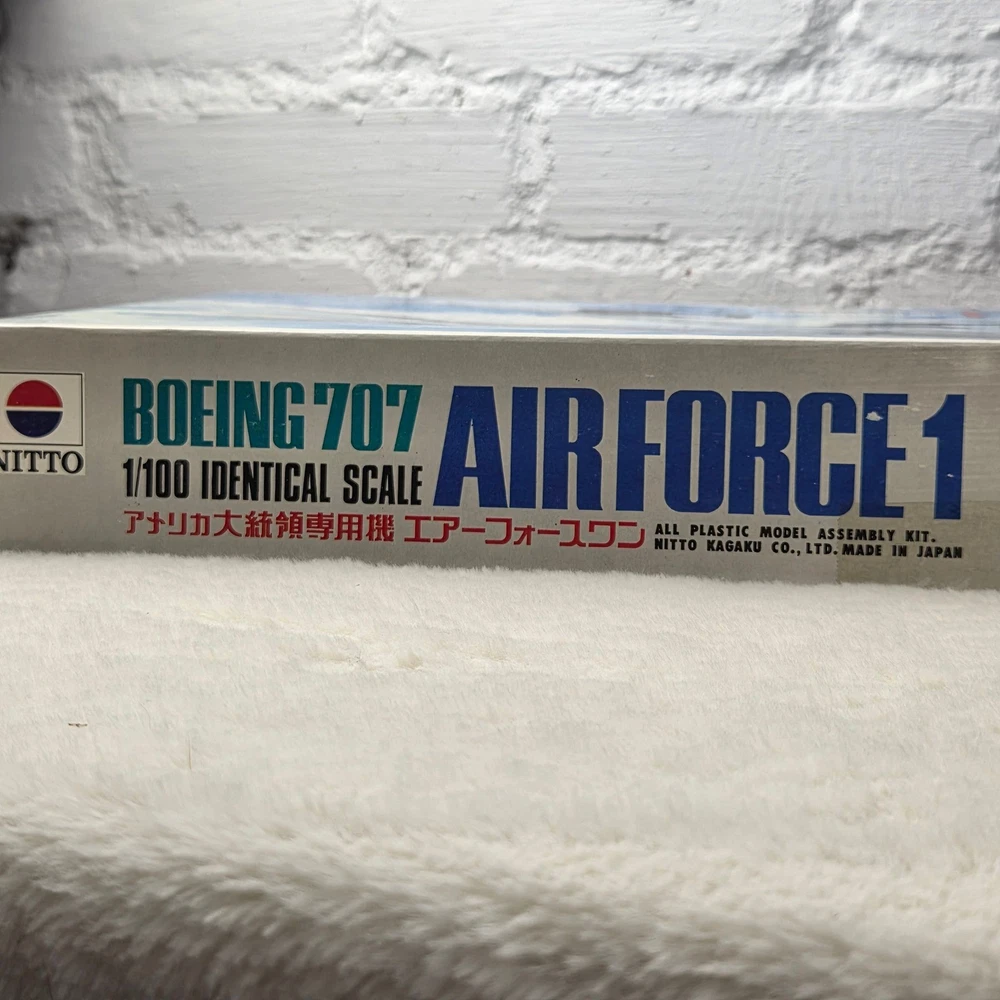 NITTO
BOEING 707
1/100 IDENTICAL SCALE
AIR FORCE 1
アメリカ大統領専用機 エアーフォースワン
ALL PLASTIC MODEL ASSEMBLY KIT.
NITTO KAGAKU CO., LTD. MADE IN JAPAN